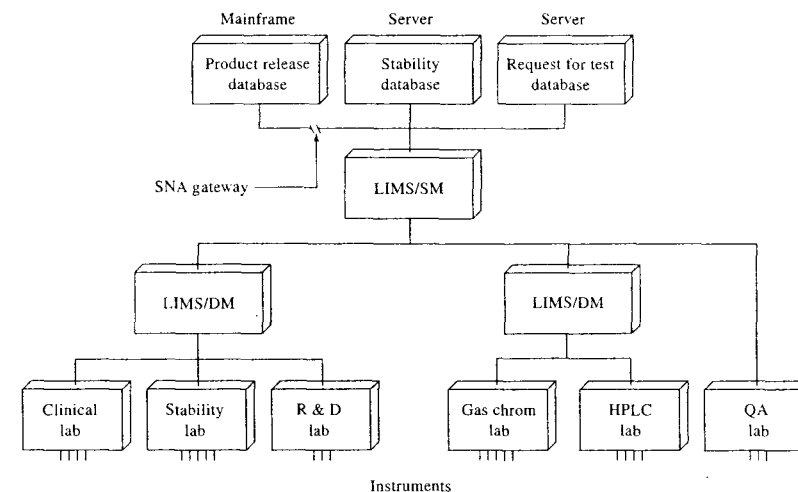 Mainframe
Server
Server
Product release
database
Stability
database
Request for test
database
SNA gateway
LIMS/SM
LIMS/DM
LIMS/DM
Clinical
lab
Stability
lab
R & D
lab
Gas chrom
lab
HPLC
lab
QA
lab
Instruments